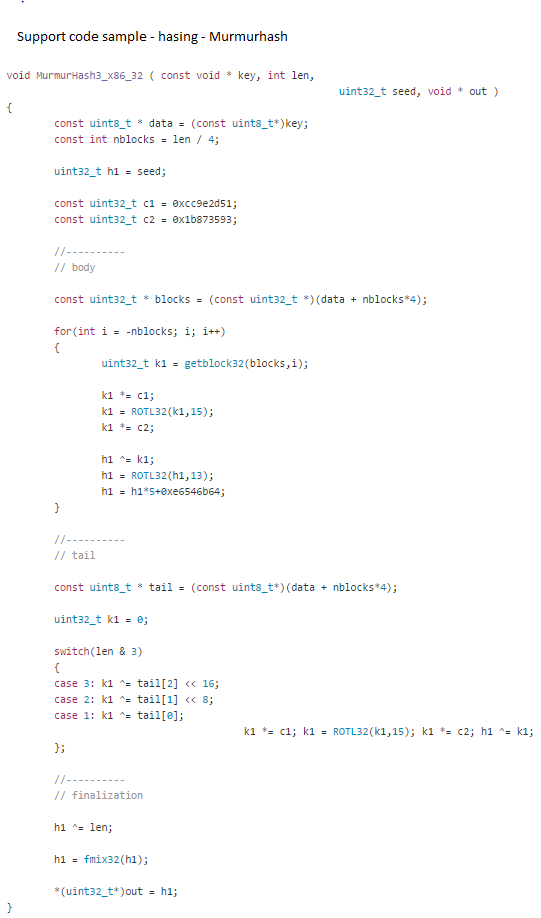 Support code sample - hasing - Murmurhash
void MurmurHash3_x86_32 ( const void * key, int len,
uint32_t seed, void * out )
{
const uint8_t * data = (const uint8_t*)key;
const int nblocks = len / 4;
uint32_t h1 = seed;
const uint32_t c1 = 0xcc9e2d51;
const uint32_t c2 = 0x1b873593;
//----------
// body
const uint32_t * blocks = (const uint32_t *)(data + nblocks*4);
for(int i = -nblocks; i; i++)
{
uint32_t k1 = getblock32(blocks,i);
k1 *= c1;
k1 = ROTL32(k1,15);
k1 *= c2;
h1 ^= k1;
h1 = ROTL32(h1,13);
h1 = h1*5+0xe6546b64;
}
//----------
// tail
const uint8_t * tail = (const uint8_t*)(data + nblocks*4);
uint32_t k1 = 0;
switch(len & 3)
{
case 3: k1 ^= tail[2] << 16;
case 2: k1 ^= tail[1] << 8;
case 1: k1 ^= tail[0];
k1 *= c1; k1 = ROTL32(k1,15); k1 *= c2; h1 ^= k1;
};
//----------
// finalization
h1 ^= len;
h1 = fmix32(h1);
*(uint32_t*)out = h1;
}